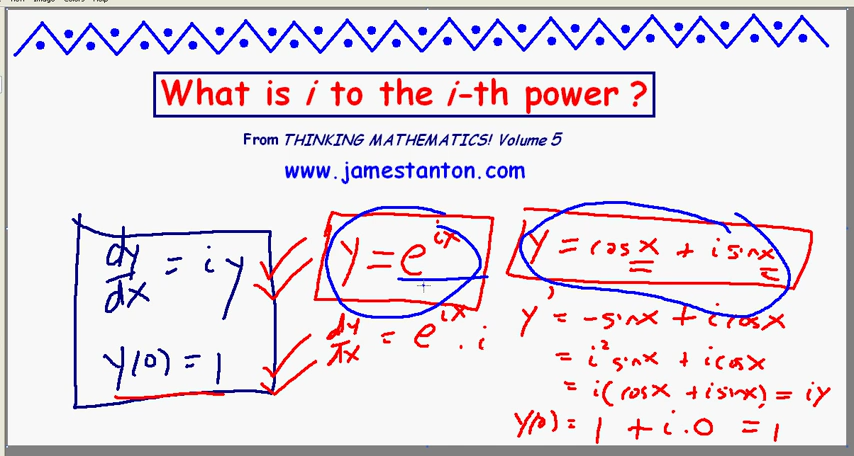 What is i to the i-th power ?
From THINKING MATHEMATICS! Volume 5
www.jamestanton.com
dy/dx = iy
y(0) = 1
y = e^ix
dy/dx = e^ix · i
y = cos x + i sin x
y' = -sin x + i cos x
= i² sin x + i cos x
= i(cos x + i sin x) = iy
y(0) = 1 + i · 0 = 1